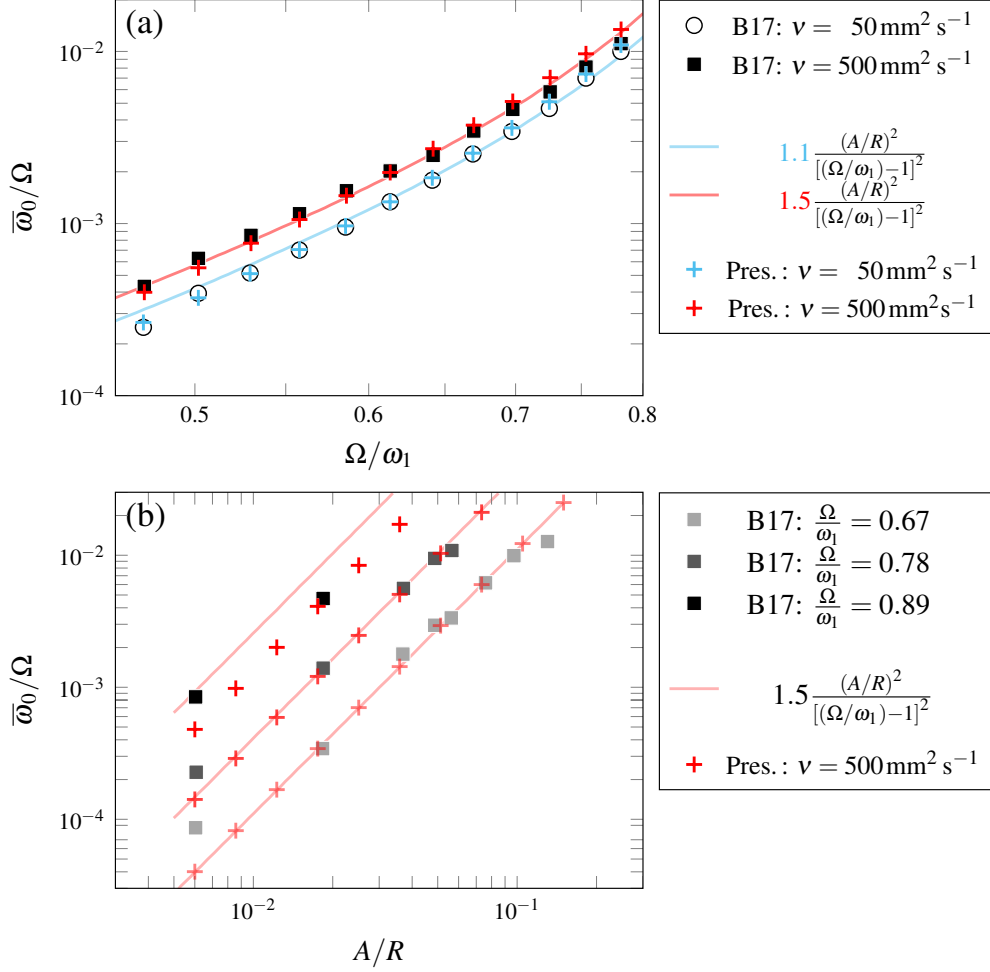 (a)
10⁻²
10⁻³
10⁻⁴
ω̅₀/Ω
0.5 0.6 0.7 0.8
Ω/ω₁
B17: ν = 50 mm² s⁻¹
B17: ν = 500 mm² s⁻¹
1.1 (A/R)² / [(Ω/ω₁)−1]²
1.5 (A/R)² / [(Ω/ω₁)−1]²
Pres.: ν = 50 mm² s⁻¹
Pres.: ν = 500 mm² s⁻¹
(b)
10⁻²
10⁻³
10⁻⁴
ω̅₀/Ω
10⁻² 10⁻¹
A/R
B17: Ω/ω₁ = 0.67
B17: Ω/ω₁ = 0.78
B17: Ω/ω₁ = 0.89
1.5 (A/R)² / [(Ω/ω₁)−1]²
Pres.: ν = 500 mm² s⁻¹